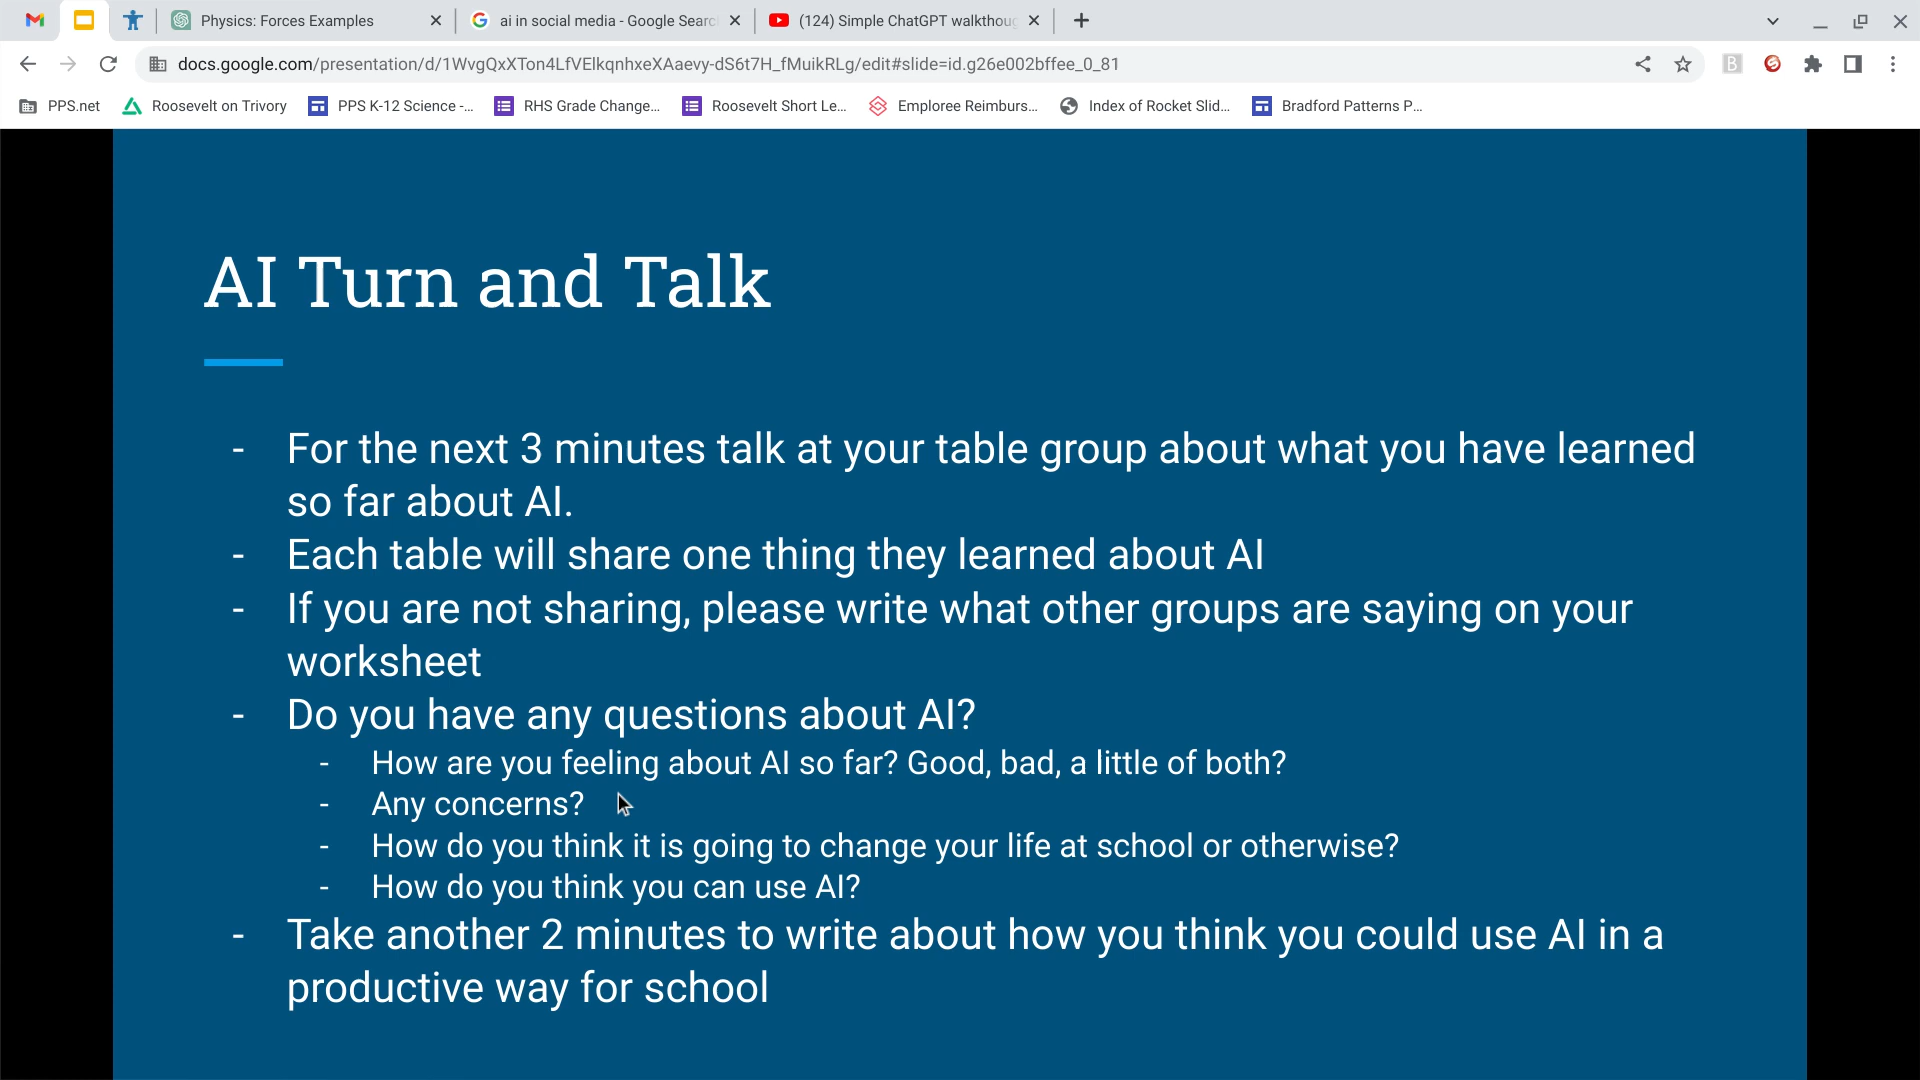 Physics: Forces Examples
ai in social media - Google Searc
(124) Simple ChatGPT walkthoug
docs.google.com/presentation/d/1WvgQxXTon4LfVElkqnhxeXAaevy-dS6t7H_fMuikRLg/edit#slide=id.g26e002bffee_0_81
B
PPS.net
Roosevelt on Trivory
PPS K-12 Science -...
RHS Grade Change...
Roosevelt Short Le...
Emploree Reimburs...
Index of Rocket Slid...
Bradford Patterns P...
AI Turn and Talk
- For the next 3 minutes talk at your table group about what you have learned
so far about AI.
- Each table will share one thing they learned about AI
- If you are not sharing, please write what other groups are saying on your
worksheet
- Do you have any questions about AI?
- How are you feeling about AI so far? Good, bad, a little of both?
- Any concerns?
- How do you think it is going to change your life at school or otherwise?
- How do you think you can use AI?
- Take another 2 minutes to write about how you think you could use AI in a
productive way for school